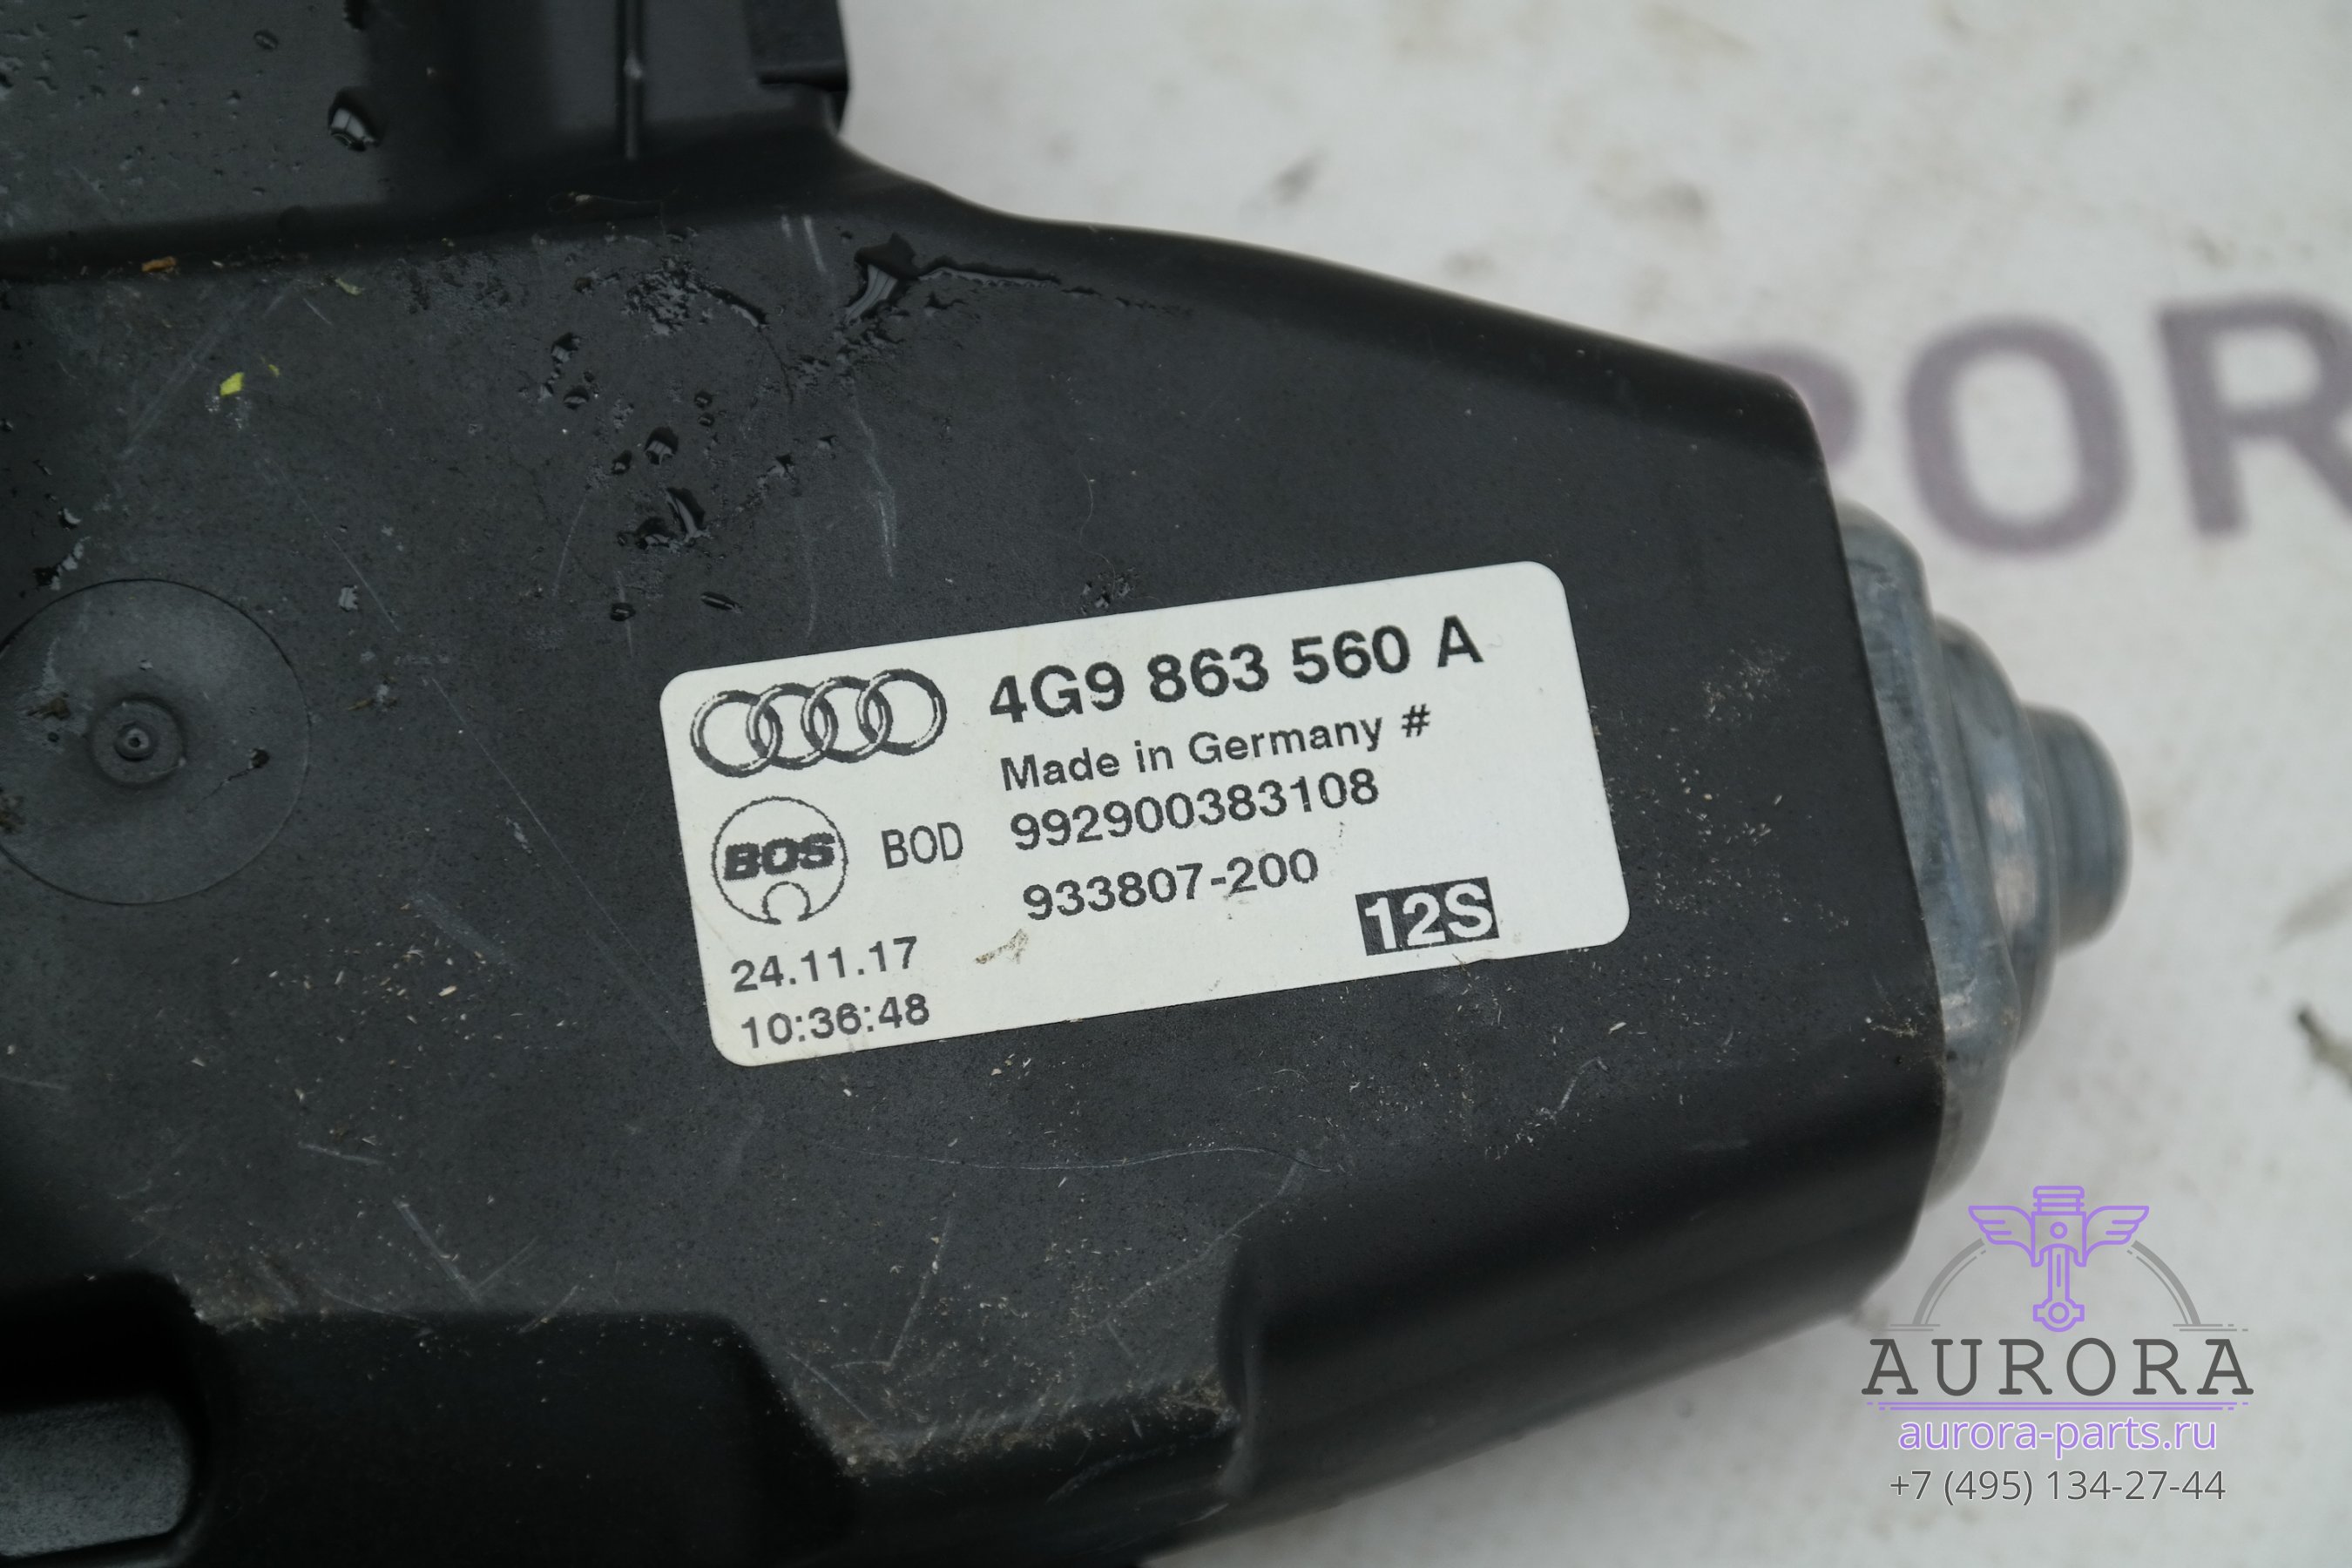 OR
4G9 863 560 A
Made in Germany #
BOS BOD 992900383108
933807-200
12S
24.11.17
10:36:48
AURORA
aurora-parts.ru
+7 (495) 134-27-44